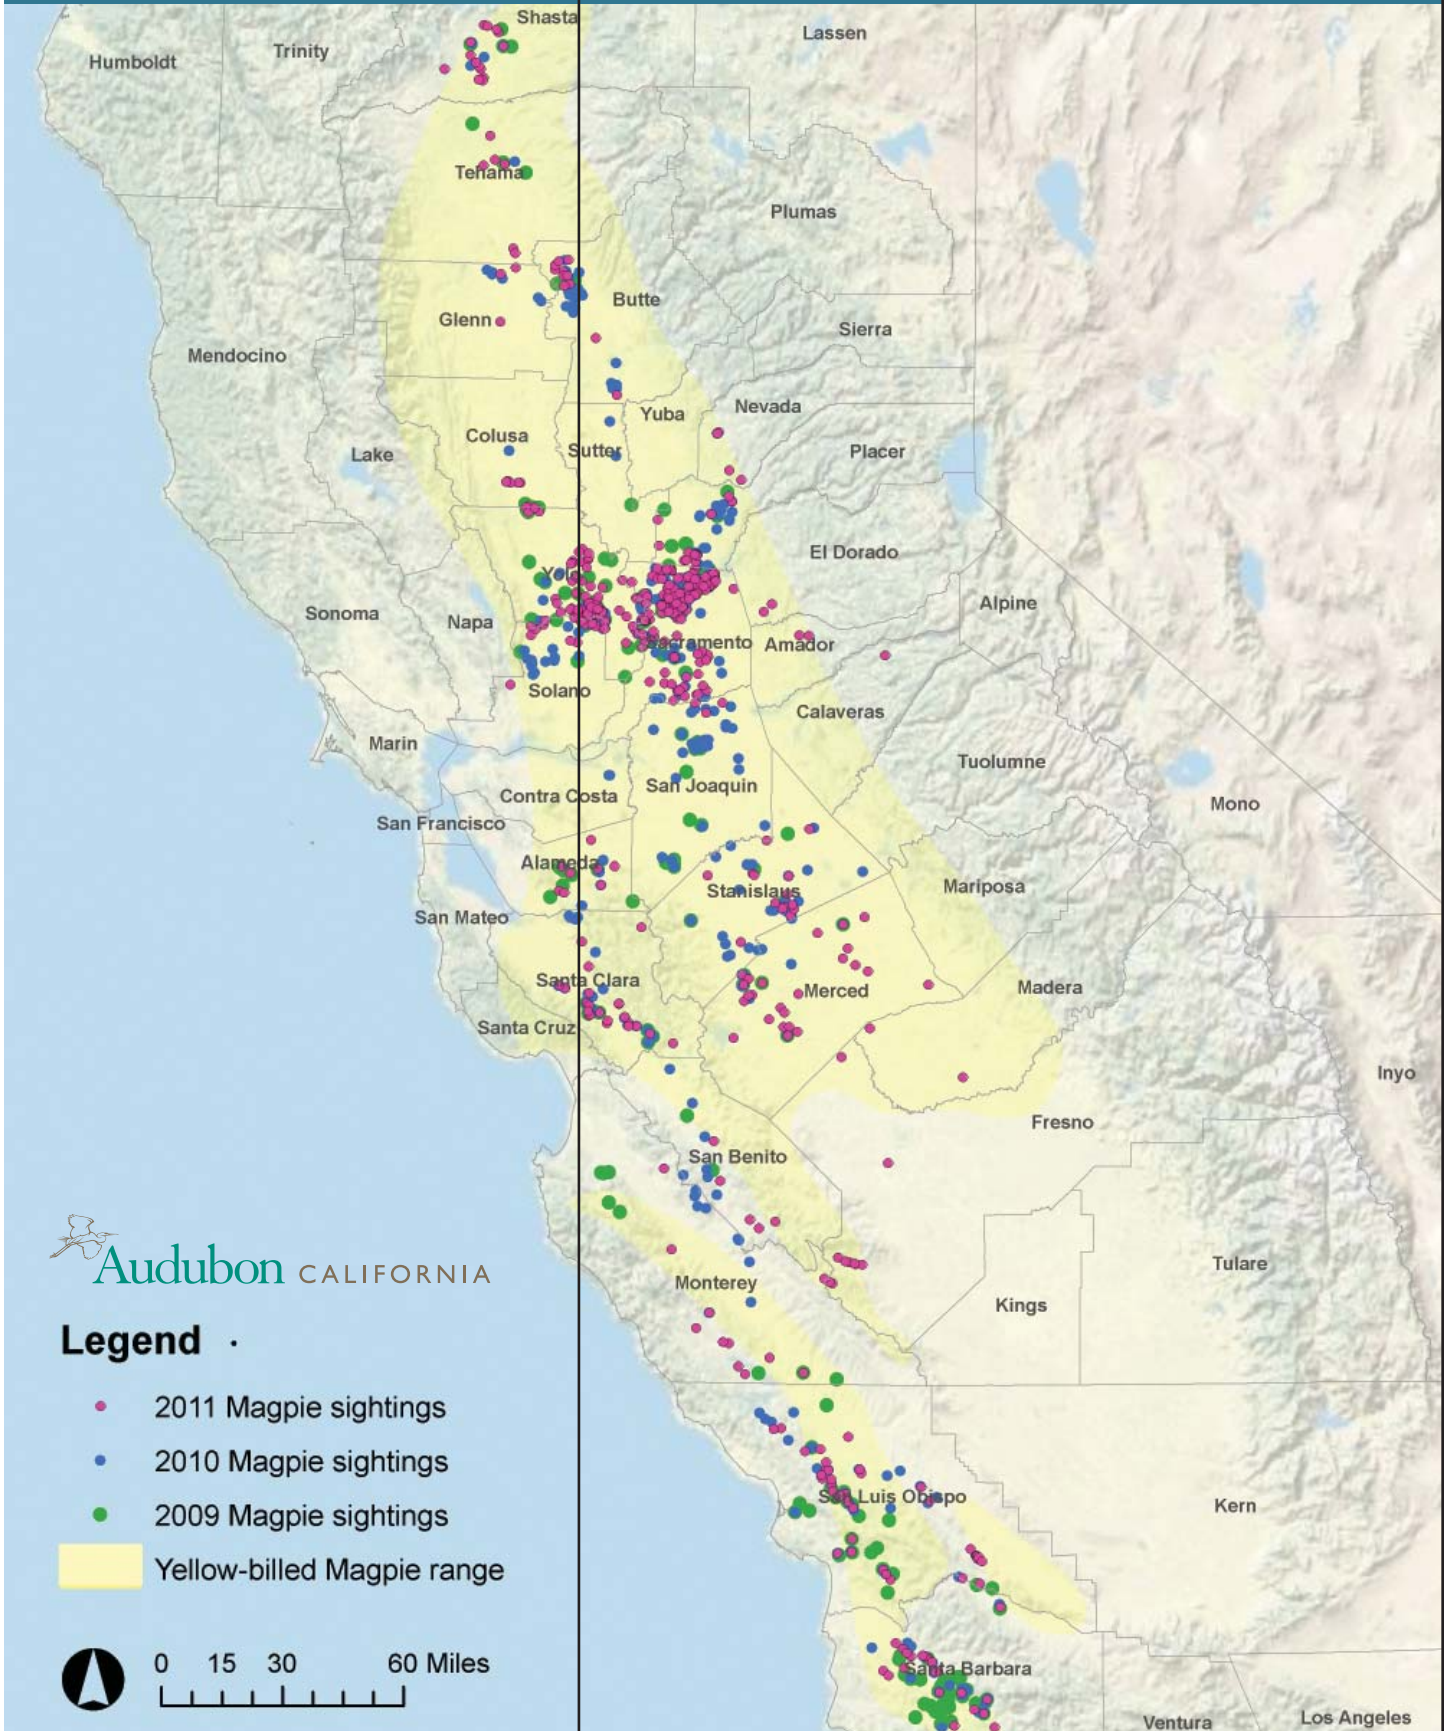 Shasta
Lassen
Humboldt
Trinity
Tehama
Plumas
Butte
Glenn
Sierra
Mendocino
Nevada
Yuba
Colusa
Sutter
Placer
Lake
El Dorado
Yolo
Alpine
Sonoma
Napa
Sacramento
Amador
Solano
Calaveras
Marin
Tuolumne
San Joaquin
Contra Costa
Mono
San Francisco
Alameda
Stanislaus
Mariposa
San Mateo
Santa Clara
Merced
Madera
Santa Cruz
Inyo
Fresno
San Benito
Monterey
Tulare
Kings
San Luis Obispo
Kern
Santa Barbara
Ventura
Los Angeles
Audubon CALIFORNIA
Legend
2011 Magpie sightings
2010 Magpie sightings
2009 Magpie sightings
Yellow-billed Magpie range
0 15 30 60 Miles